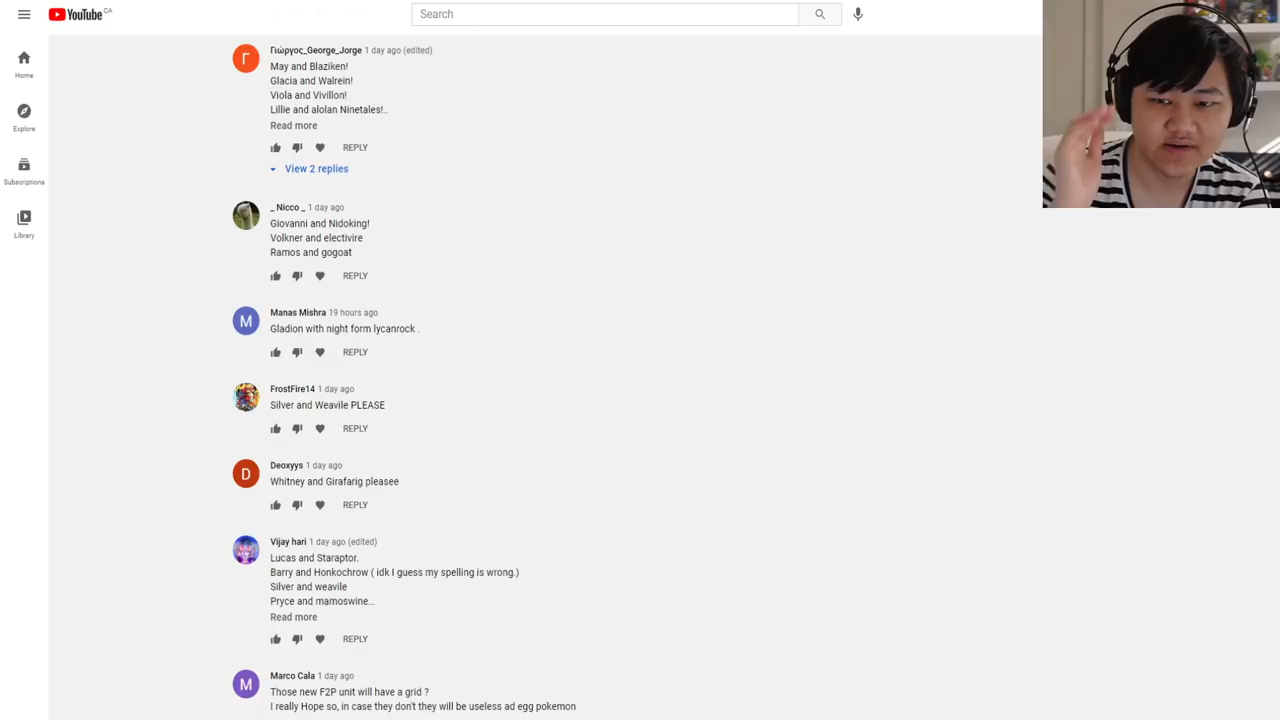 YouTube CA
Search
Home
Explore
Subscriptions
Library
Γ
Γιώργος_George_Jorge 1 day ago (edited)
May and Blaziken!
Glacia and Walrein!
Viola and Vivillon!
Lillie and alolan Ninetales!..
Read more
REPLY
View 2 replies
_ Nicco _ 1 day ago
Giovanni and Nidoking!
Volkner and electivire
Ramos and gogoat
REPLY
M
Manas Mishra 19 hours ago
Gladion with night form lycanrock .
REPLY
FrostFire14 1 day ago
Silver and Weavile PLEASE
REPLY
D
Deoxyys 1 day ago
Whitney and Girafarig pleasee
REPLY
Vijay hari 1 day ago (edited)
Lucas and Staraptor.
Barry and Honkochrow ( idk I guess my spelling is wrong.)
Silver and weavile
Pryce and mamoswine...
Read more
REPLY
M
Marco Cala 1 day ago
Those new F2P unit will have a grid ?
I really Hope so, in case they don't they will be useless ad egg pokemon